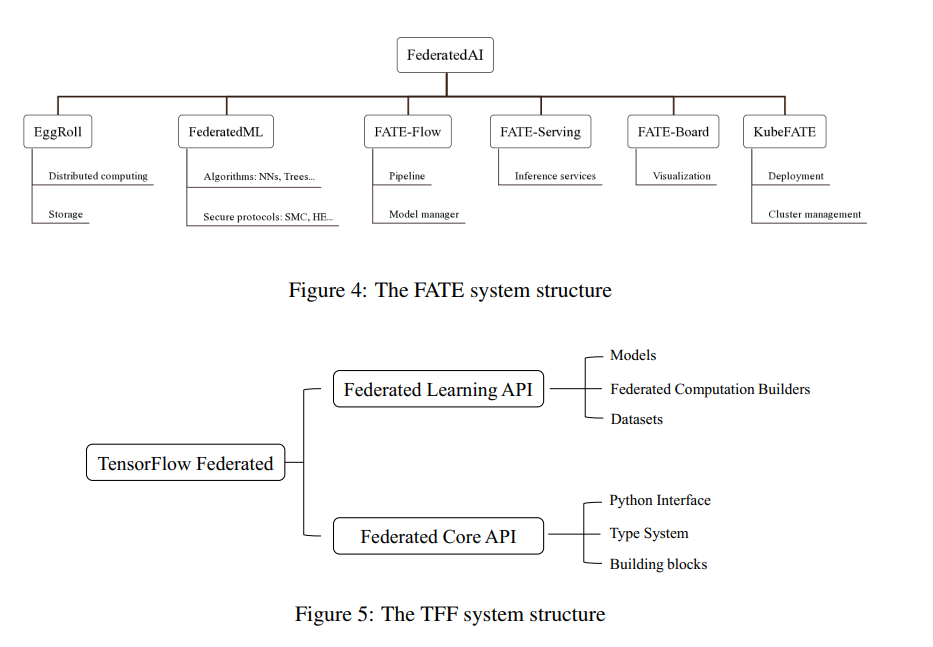 FederatedAI
EggRoll
FederatedML
FATE-Flow
FATE-Serving
FATE-Board
KubeFATE
Distributed computing
Algorithms: NNs, Trees...
Pipeline
Inference services
Visualization
Deployment
Storage
Secure protocols: SMC, HE...
Model manager
Cluster management
Figure 4: The FATE system structure
TensorFlow Federated
Federated Learning API
Models
Federated Computation Builders
Datasets
Federated Core API
Python Interface
Type System
Building blocks
Figure 5: The TFF system structure